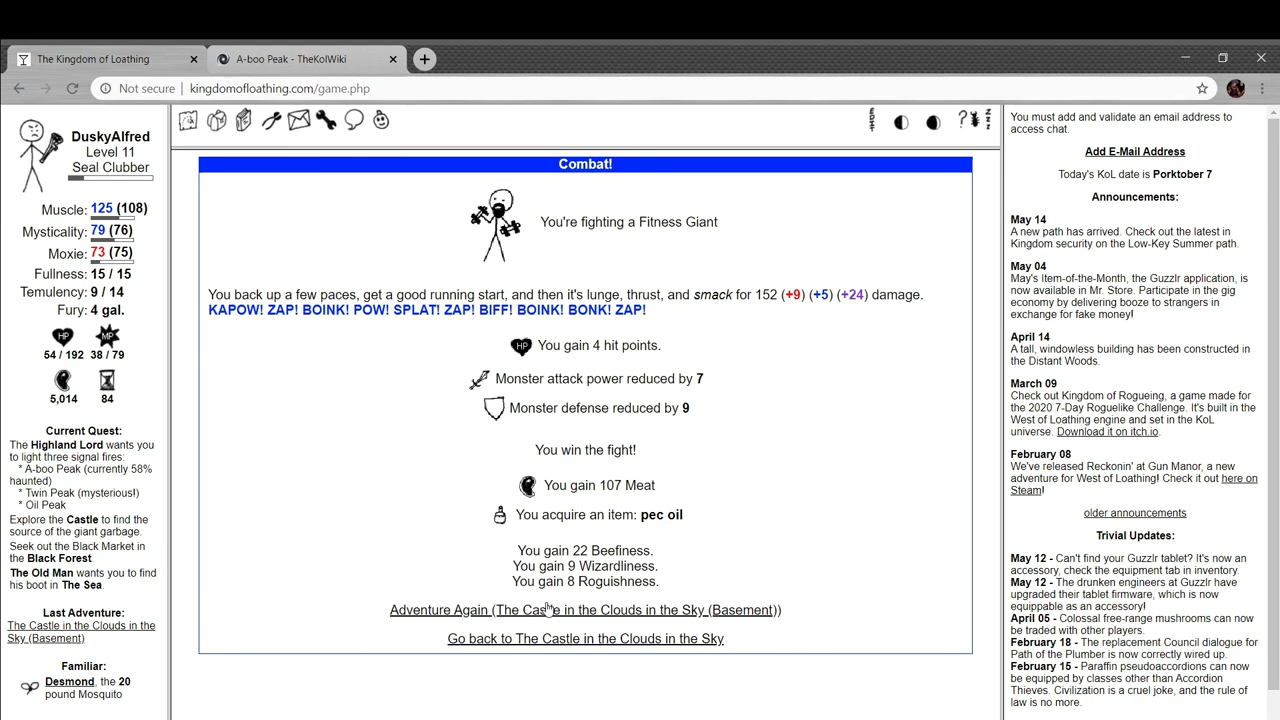 The Kingdom of Loathing
A-boo Peak - TheKolWiki
Not secure | kingdomofloathing.com/game.php
DuskyAlfred
Level 11
Seal Clubber
Muscle: 125 (108)
Mysticality: 79 (76)
Moxie: 73 (75)
Fullness: 15 / 15
Temulency: 9 / 14
Fury: 4 gal.
HP MP
54 / 192 38 / 79
5,014 84
Current Quest:
The Highland Lord wants you
to light three signal fires:
* A-boo Peak (currently 58%
haunted)
* Twin Peak (mysterious!)
* Oil Peak
Explore the Castle to find the
source of the giant garbage.
Seek out the Black Market in
the Black Forest.
The Old Man wants you to find
his boot in The Sea.
Last Adventure:
The Castle in the Clouds in the
Sky (Basement)
Familiar:
Desmond, the 20
pound Mosquito
Combat!
You're fighting a Fitness Giant
You back up a few paces, get a good running start, and then it's lunge, thrust, and smack for 152 (+9) (+5) (+24) damage.
KAPOW! ZAP! BOINK! POW! SPLAT! ZAP! BIFF! BOINK! BONK! ZAP!
HP You gain 4 hit points.
Monster attack power reduced by 7
Monster defense reduced by 9
You win the fight!
You gain 107 Meat
You acquire an item: pec oil
You gain 22 Beefiness.
You gain 9 Wizardliness.
You gain 8 Roguishness.
Adventure Again (The Castle in the Clouds in the Sky (Basement))
Go back to The Castle in the Clouds in the Sky
You must add and validate an email address to
access chat.
Add E-Mail Address
Today's KoL date is Porktober 7
Announcements:
May 14
A new path has arrived. Check out the latest in
Kingdom security on the Low-Key Summer path.
May 04
May's Item-of-the-Month, the Guzzlr application, is
now available in Mr. Store. Participate in the gig
economy by delivering booze to strangers in
exchange for fake money!
April 14
A tall, windowless building has been constructed in
the Distant Woods.
March 09
Check out Kingdom of Rogueing, a game made for
the 2020 7-Day Roguelike Challenge. It's built in the
West of Loathing engine and set in the KoL
universe. Download it on itch.io.
February 08
We've released Reckonin' at Gun Manor, a new
adventure for West of Loathing! Check it out here on
Steam!
older announcements
Trivial Updates:
May 12 - Can't find your Guzzlr tablet? It's now an
accessory, check the equipment tab in inventory.
May 12 - The drunken engineers at Guzzlr have
upgraded their tablet firmware, which is now
equippable as an accessory!
April 05 - Colossal free-range mushrooms can now
be traded with other players.
February 18 - The replacement Council dialogue for
Path of the Plumber is now correctly wired up.
February 15 - Paraffin pseudoaccordions can now
be equipped by classes other than Accordion
Thieves. Civilization is a cruel joke, and the rule of
law is no more.